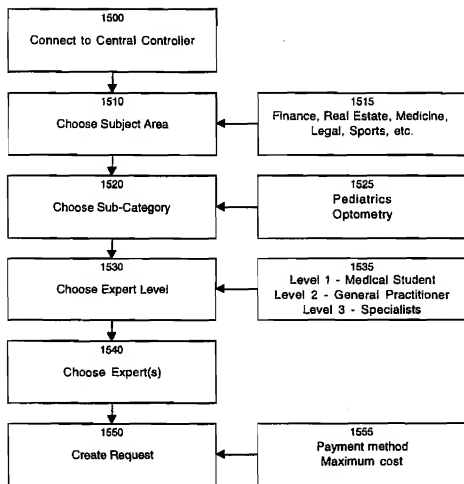 1500
Connect to Central Controller
1510
Choose Subject Area
1515
Finance, Real Estate, Medicine,
Legal, Sports, etc.
1520
Choose Sub-Category
1525
Pediatrics
Optometry
1530
Choose Expert Level
1535
Level 1 - Medical Student
Level 2 - General Practitioner
Level 3 - Specialists
1540
Choose Expert(s)
1550
Create Request
1555
Payment method
Maximum cost